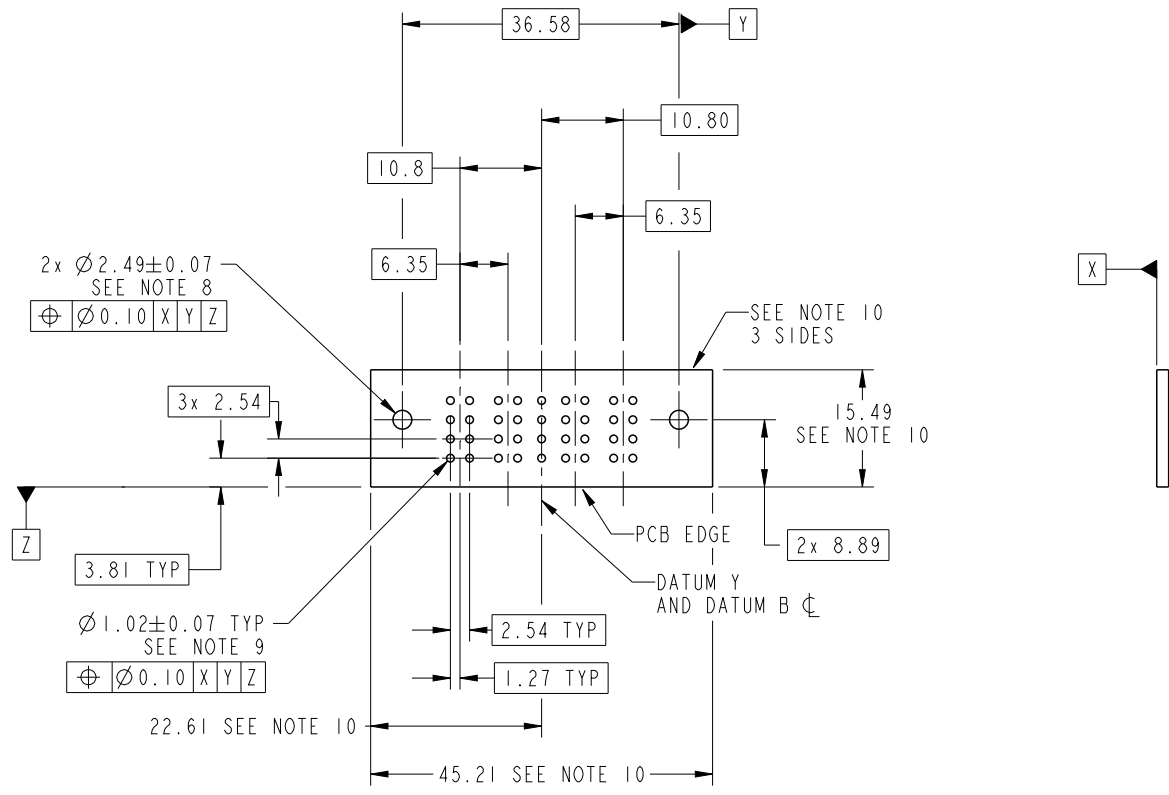 36.58
Y
10.80
10.8
6.35
6.35
2x Ø2.49±0.07
SEE NOTE 8
⌖ Ø0.10 X Y Z
X
SEE NOTE 10
3 SIDES
3x 2.54
15.49
SEE NOTE 10
Z
PCB EDGE
2x 8.89
3.81 TYP
DATUM Y
AND DATUM B ℄
Ø1.02±0.07 TYP
SEE NOTE 9
⌖ Ø0.10 X Y Z
2.54 TYP
1.27 TYP
22.61 SEE NOTE 10
45.21 SEE NOTE 10